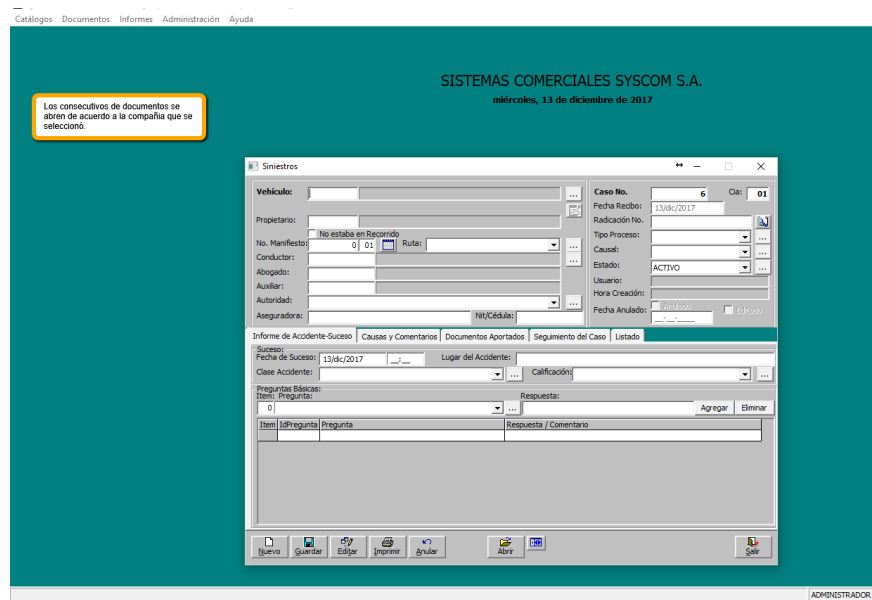 Catálogos Documentos Informes Administración Ayuda
SISTEMAS COMERCIALES SYSCOM S.A.
miércoles, 13 de diciembre de 2017
Los consecutivos de documentos se
abren de acuerdo a la compañia que se
seleccionó.
Siniestros
Vehículo:
Propietario:
No estaba en Recorrido
No. Manifiesto: 0 01 Ruta:
Conductor:
Abogado:
Auxiliar:
Autoridad:
Aseguradora: Nit/Cédula:
Caso No. 6 Cia: 01
Fecha Recibo: 13/dic/2017
Radicación No.
Tipo Proceso:
Causal:
Estado: ACTIVO
Usuario:
Hora Creación:
Fecha Anulado: Anulado Editado
Informe de Accidente-Suceso Causas y Comentarios Documentos Aportados Seguimiento del Caso Listado
Suceso:
Fecha de Suceso: 13/dic/2017 __:__ Lugar del Accidente:
Clase Accidente: Calificación:
Preguntas Básicas:
Item: Pregunta: Respuesta:
0 Agregar Eliminar
Item IdPregunta Pregunta Respuesta / Comentario
Nuevo Guardar Editar Imprimir Anular Abrir Salir
ADMINISTRADOR